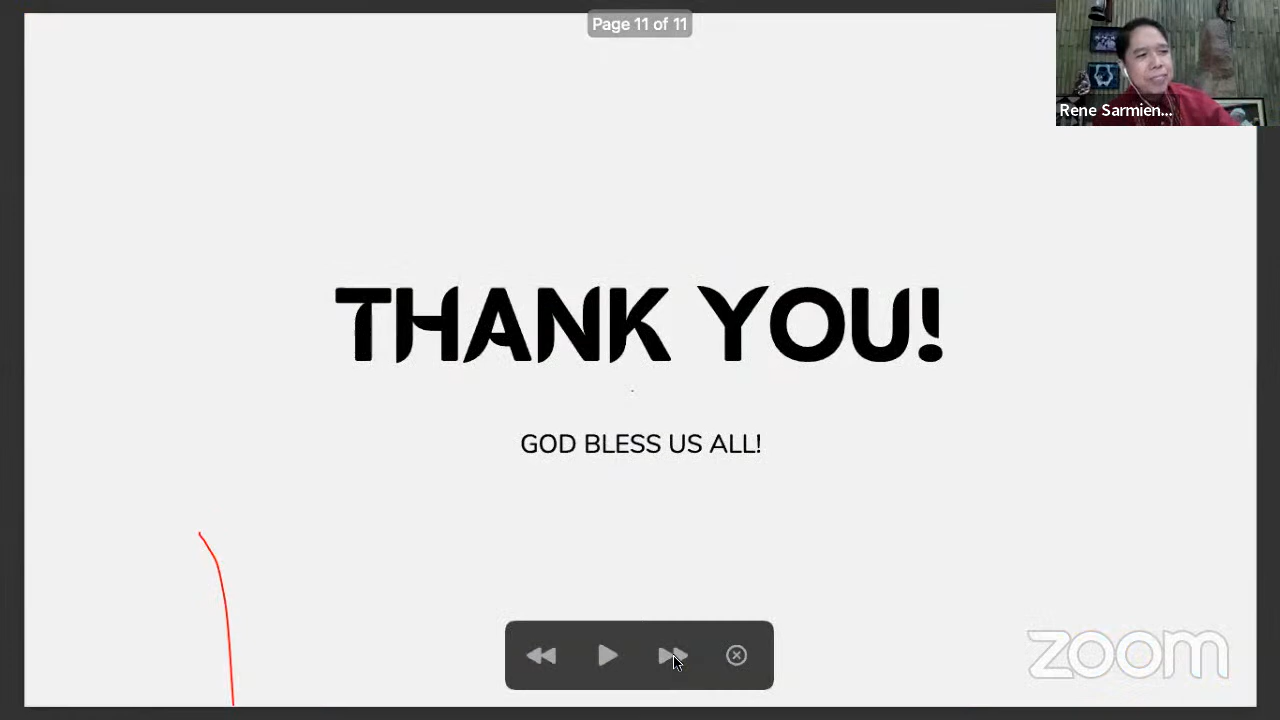 Page 11 of 11
Rene Sarmien...
THANK YOU!
GOD BLESS US ALL!
zoom